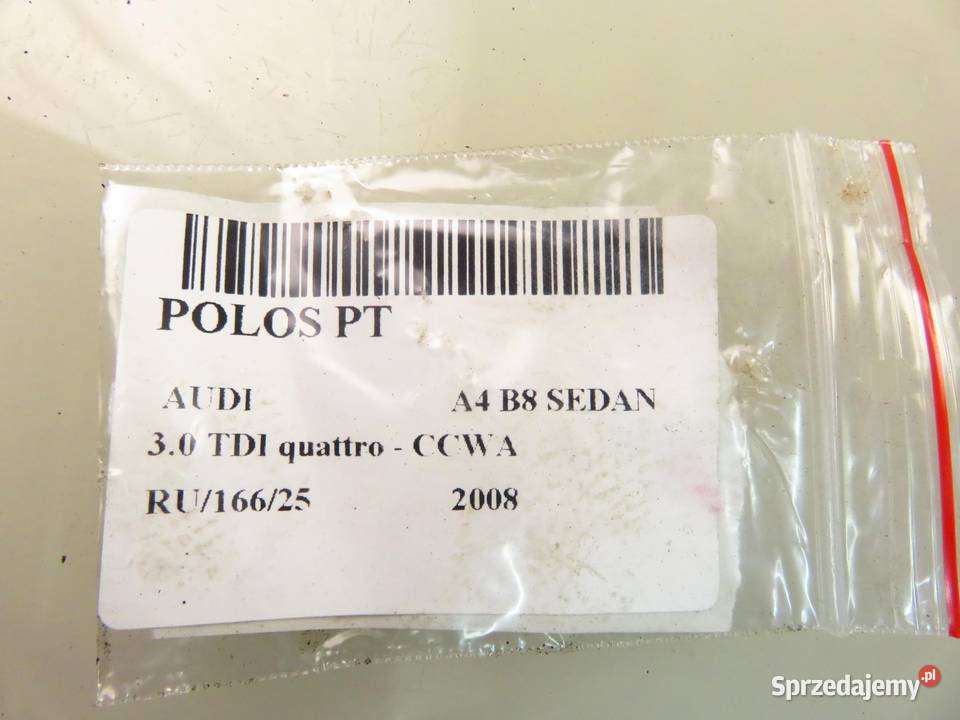 POLOS PT
AUDI A4 B8 SEDAN
3.0 TDI quattro - CCWA
RU/166/25 2008
Sprzedajemy.pl